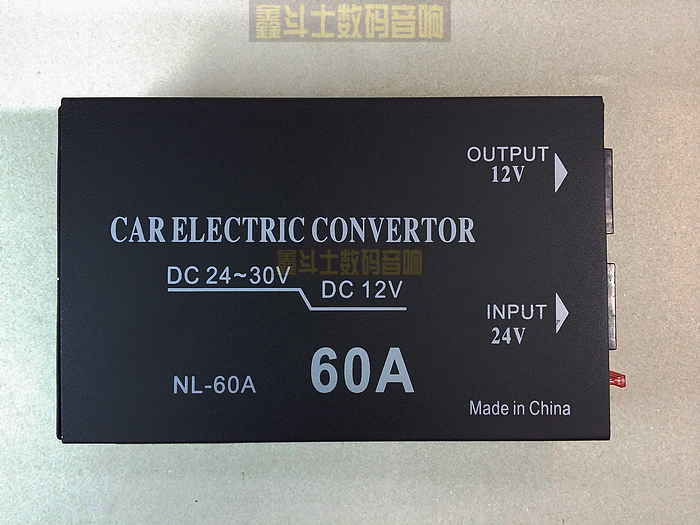 鑫斗士数码音响
OUTPUT
12V
CAR ELECTRIC CONVERTOR
鑫斗士数码音响
DC 24~30V
DC 12V
INPUT
24V
NL-60A
60A
Made in China